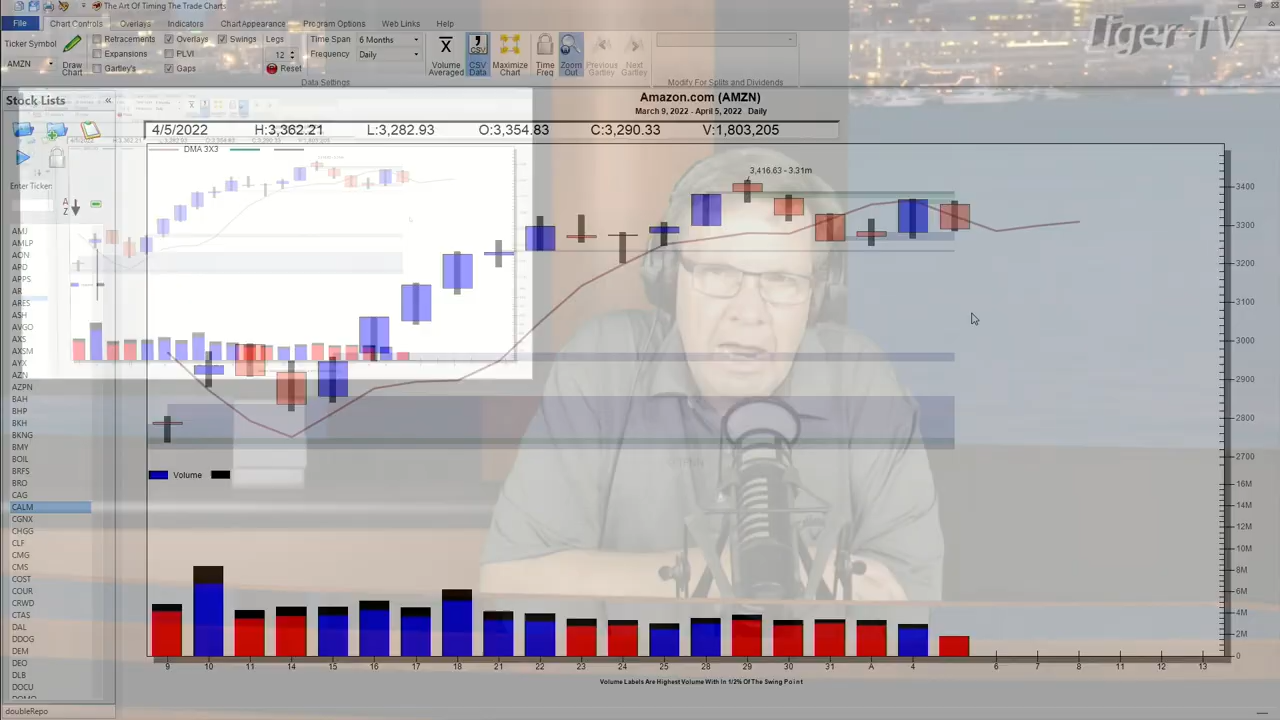 The Art Of Timing The Trade Charts
File Chart Controls Overlays Indicators Chart Appearance Program Options Web Links Help
Tiger-TV
Ticker Symbol
AMZN
Draw Chart
Retracements
Expansions
Gartley's
Overlays
PLVI
Gaps
Swings
Legs
12
Reset
Time Span 6 Months
Frequency Daily
Data Settings
Volume Averaged
CSV Data
Maximize Chart
Time Freq
Zoom Out
Previous Gartley
Next Gartley
Modify For Splits and Dividends
Stock Lists
Amazon.com (AMZN)
March 9, 2022 - April 5, 2022 Daily
4/5/2022 H:3,362.21 L:3,282.93 O:3,354.83 C:3,290.33 V:1,803,205
DMA 3X3
3,416.63 - 3.31m
Enter Ticker
AMJ
AMLP
AON
APD
APPS
AR
ARES
ASH
AVGO
AXS
AXSM
AYX
AZN
AZPN
BAH
BHP
BKH
BKNG
BMY
BOIL
BRFS
BRO
CAG
CALM
CGNX
CHGG
CLF
CMG
CMS
COST
COUR
CRWD
CTAS
DAL
DDOG
DEM
DEO
DLB
DOCU
3400
3300
3200
3100
3000
2900
2800
2700
Volume
16M
14M
12M
10M
8M
6M
4M
2M
0
9 10 11 14 15 16 17 18 21 22 23 24 25 28 29 30 31 A 4 6 7 8 11 12 13
Volume Labels Are Highest Volume With In 1/2% Of The Swing Point
doubleRepo